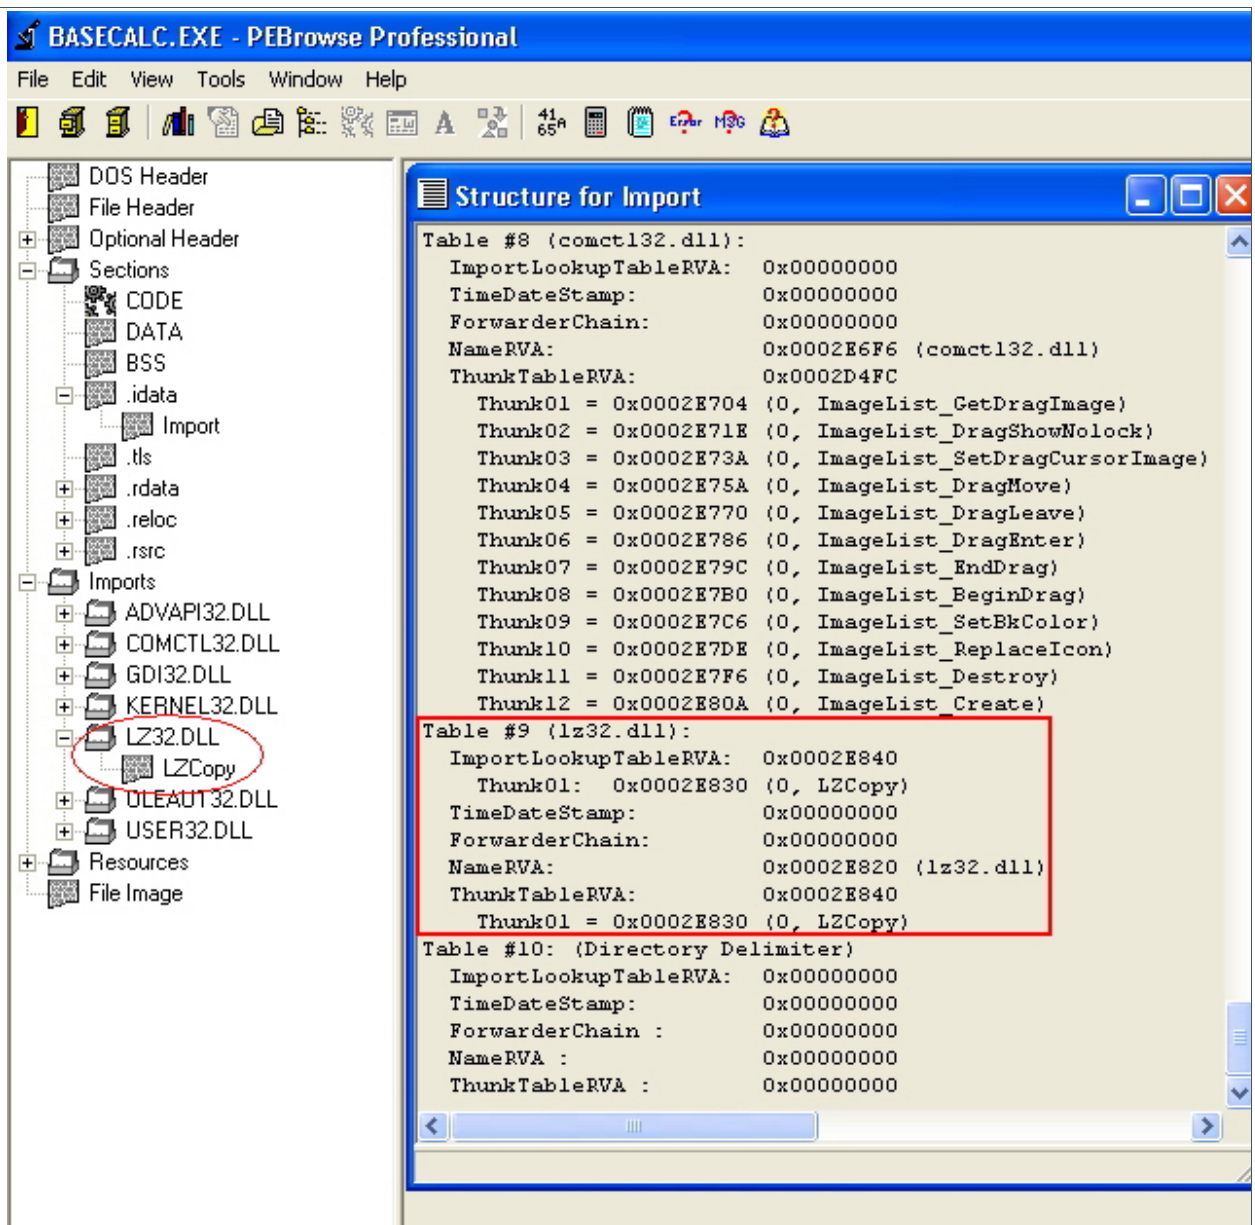 BASECALC.EXE - PEBrowse Professional
File Edit View Tools Window Help
41 65 A Error MSG
DOS Header
File Header
Optional Header
Sections
CODE
DATA
BSS
.idata
Import
.tls
.rdata
.reloc
.rsrc
Imports
ADVAPI32.DLL
COMCTL32.DLL
GDI32.DLL
KERNEL32.DLL
LZ32.DLL
LZCopy
OLEAUT32.DLL
USER32.DLL
Resources
File Image
Structure for Import
Table #8 (comctl32.dll):
ImportLookupTableRVA: 0x00000000
TimeDateStamp: 0x00000000
ForwarderChain: 0x00000000
NameRVA: 0x0002E6F6 (comctl32.dll)
ThunkTableRVA: 0x0002D4FC
Thunk01 = 0x0002E704 (0, ImageList_GetDragImage)
Thunk02 = 0x0002E71E (0, ImageList_DragShowNolock)
Thunk03 = 0x0002E73A (0, ImageList_SetDragCursorImage)
Thunk04 = 0x0002E75A (0, ImageList_DragMove)
Thunk05 = 0x0002E770 (0, ImageList_DragLeave)
Thunk06 = 0x0002E786 (0, ImageList_DragEnter)
Thunk07 = 0x0002E79C (0, ImageList_EndDrag)
Thunk08 = 0x0002E7B0 (0, ImageList_BeginDrag)
Thunk09 = 0x0002E7C6 (0, ImageList_SetBkColor)
Thunk10 = 0x0002E7DE (0, ImageList_ReplaceIcon)
Thunk11 = 0x0002E7F6 (0, ImageList_Destroy)
Thunk12 = 0x0002E80A (0, ImageList_Create)
Table #9 (lz32.dll):
ImportLookupTableRVA: 0x0002E840
Thunk01: 0x0002E830 (0, LZCopy)
TimeDateStamp: 0x00000000
ForwarderChain: 0x00000000
NameRVA: 0x0002E820 (lz32.dll)
ThunkTableRVA: 0x0002E840
Thunk01 = 0x0002E830 (0, LZCopy)
Table #10: (Directory Delimiter)
ImportLookupTableRVA: 0x00000000
TimeDateStamp: 0x00000000
ForwarderChain : 0x00000000
NameRVA : 0x00000000
ThunkTableRVA : 0x00000000